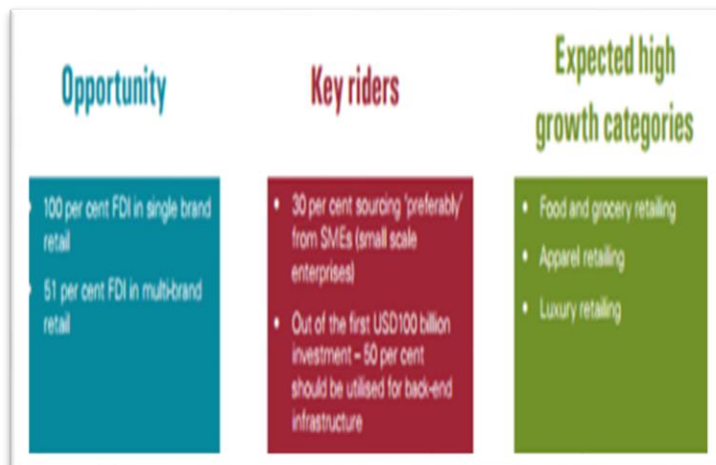 Opportunity
100 per cent FDI in single brand
retail
51 per cent FDI in multi-brand
retail
Key riders
30 per cent sourcing 'preferably'
from SMEs (small scale
enterprises)
Out of the first USD100 billion
investment – 50 per cent
should be utilised for back-end
infrastructure
Expected high
growth categories
Food and grocery retailing
Apparel retailing
Luxury retailing